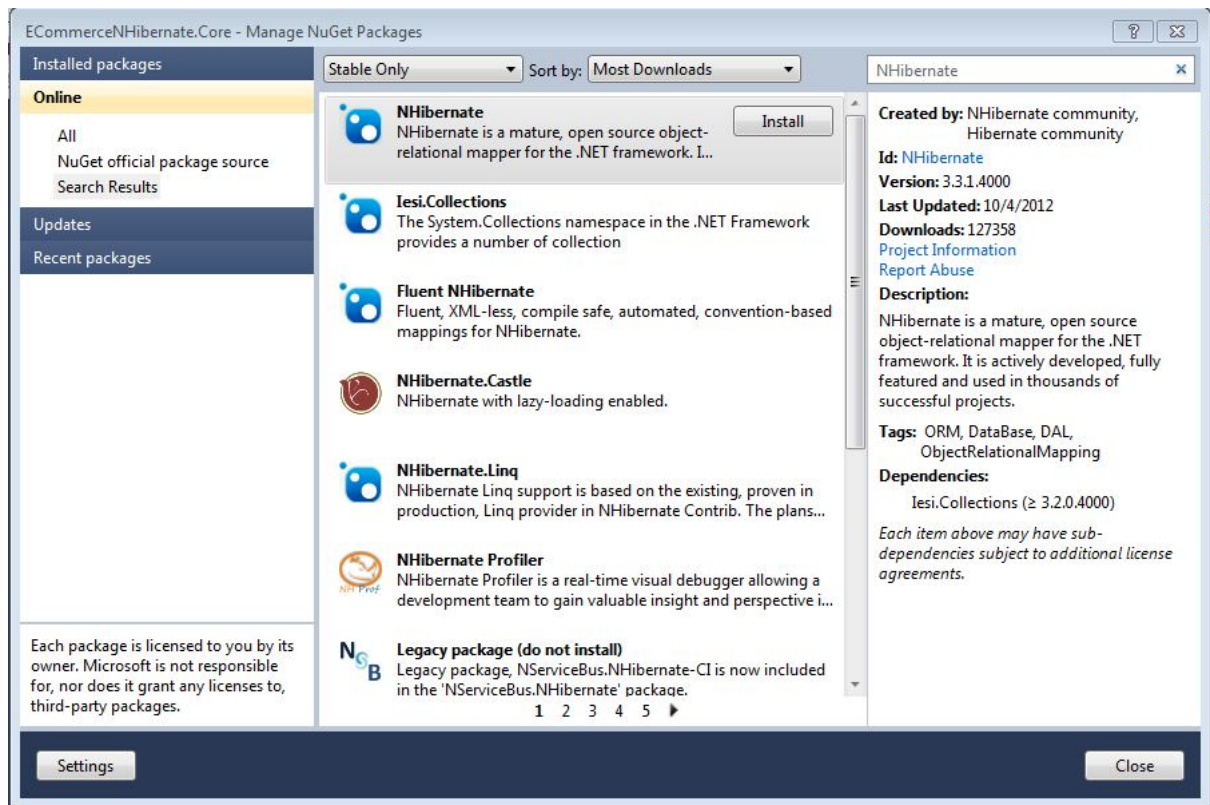 ECommerceNHibernate.Core - Manage NuGet Packages
Installed packages
Online
All
NuGet official package source
Search Results
Updates
Recent packages
Each package is licensed to you by its
owner. Microsoft is not responsible
for, nor does it grant any licenses to,
third-party packages.
Stable Only
Sort by: Most Downloads
NHibernate
Install
NHibernate is a mature, open source object-
relational mapper for the .NET framework. I...
Iesi.Collections
The System.Collections namespace in the .NET Framework
provides a number of collection
Fluent NHibernate
Fluent, XML-less, compile safe, automated, convention-based
mappings for NHibernate.
NHibernate.Castle
NHibernate with lazy-loading enabled.
NHibernate.Linq
NHibernate Linq support is based on the existing, proven in
production, Linq provider in NHibernate Contrib. The plans...
NHibernate Profiler
NHibernate Profiler is a real-time visual debugger allowing a
development team to gain valuable insight and perspective i...
NH Prof
Legacy package (do not install)
Legacy package, NServiceBus.NHibernate-CI is now included
in the 'NServiceBus.NHibernate' package.
NSB
1 2 3 4 5
NHibernate
Created by: NHibernate community,
Hibernate community
Id: NHibernate
Version: 3.3.1.4000
Last Updated: 10/4/2012
Downloads: 127358
Project Information
Report Abuse
Description:
NHibernate is a mature, open source
object-relational mapper for the .NET
framework. It is actively developed, fully
featured and used in thousands of
successful projects.
Tags: ORM, DataBase, DAL,
ObjectRelationalMapping
Dependencies:
Iesi.Collections (≥ 3.2.0.4000)
Each item above may have sub-
dependencies subject to additional license
agreements.
Settings
Close